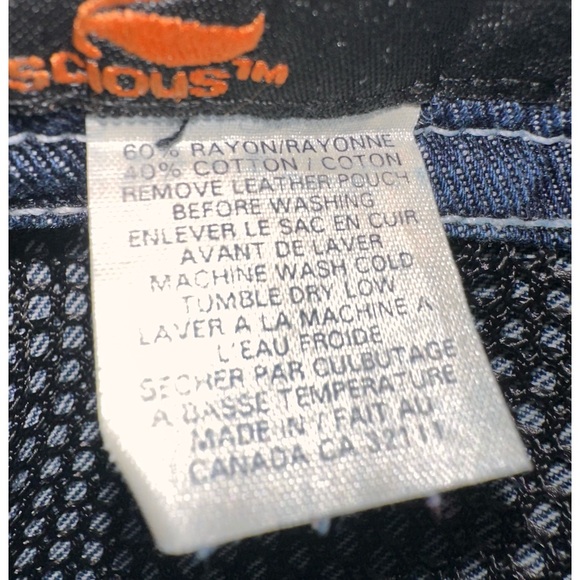 SCIOUS™
60% RAYON/RAYONNE
40% COTTON / COTON
REMOVE LEATHER POUCH
BEFORE WASHING
ENLEVER LE SAC EN CUIR
AVANT DE LAVER
MACHINE WASH COLD
TUMBLE DRY LOW
LAVER A LA MACHINE A
L'EAU FROIDE
SECHER PAR CULBUTAGE
A BASSE TEMPERATURE
MADE IN / FAIT AU
CANADA CA 32111